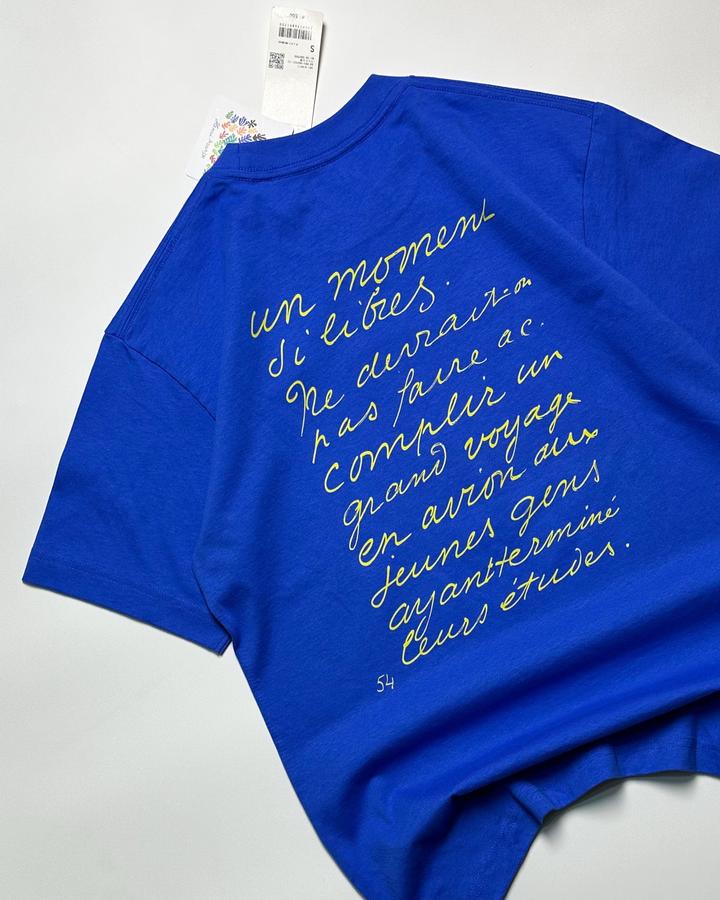 S
un moment
si libres.
Ne devrait-on
pas faire ac-
complir un
grand voyage
en avion aux
jeunes gens
ayantterminé
leurs études.
54